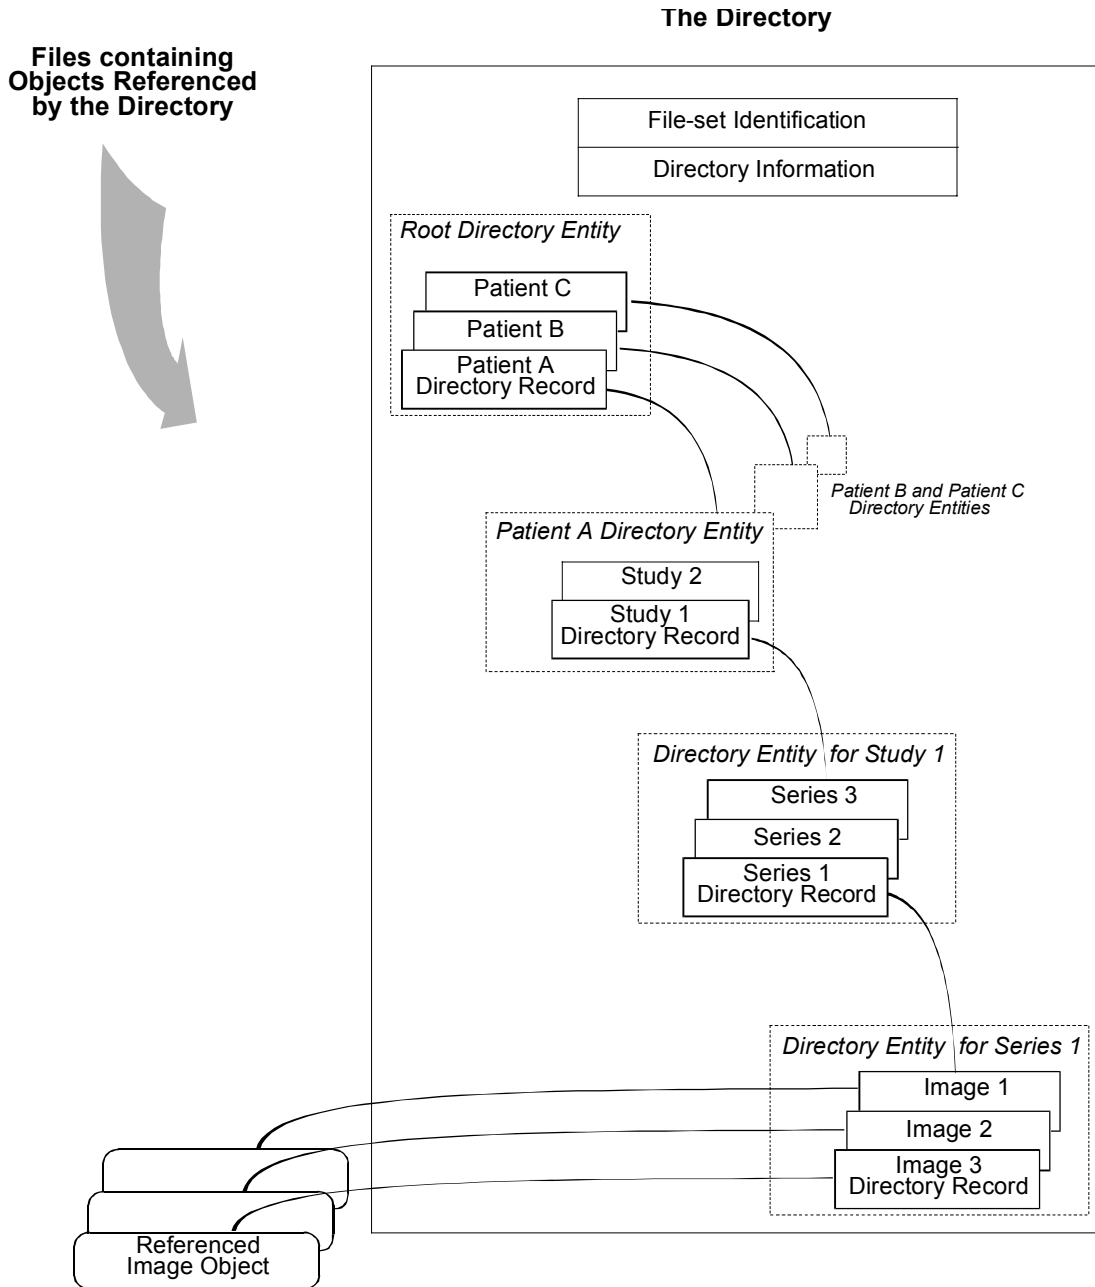 The Directory
Files containing
Objects Referenced
by the Directory
File-set Identification
Directory Information
Root Directory Entity
Patient C
Patient B
Patient A
Directory Record
Patient B and Patient C
Directory Entities
Patient A Directory Entity
Study 2
Study 1
Directory Record
Directory Entity for Study 1
Series 3
Series 2
Series 1
Directory Record
Directory Entity for Series 1
Image 1
Image 2
Image 3
Directory Record
Referenced
Image Object